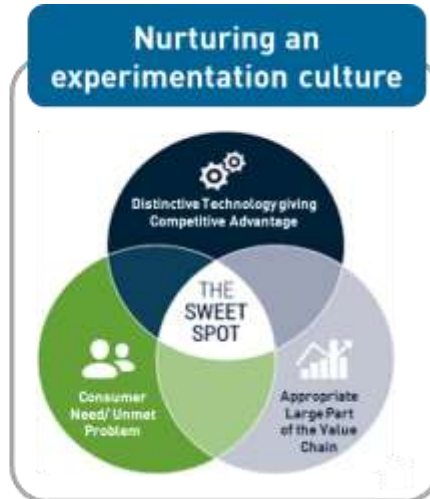 Nurturing an
experimentation culture
Distinctive Technology giving
Competitive Advantage
THE
SWEET
SPOT
Consumer
Need/ Unmet
Problem
Appropriate
Large Part
of the Value
Chain